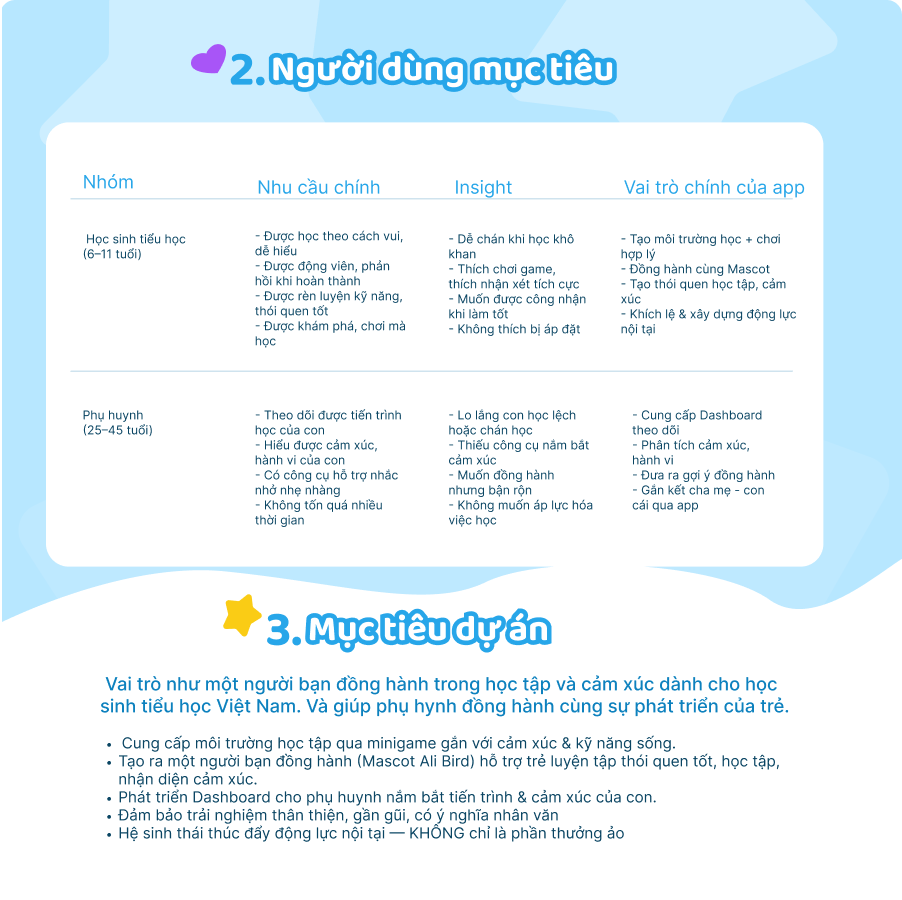 2. Người dùng mục tiêu
Nhóm
Nhu cầu chính
Insight
Vai trò chính của app
Học sinh tiểu học
(6–11 tuổi)
- Được học theo cách vui,
dễ hiểu
- Được động viên, phản
hồi khi hoàn thành
- Được rèn luyện kỹ năng,
thói quen tốt
- Được khám phá, chơi mà
học
- Dễ chán khi học khô
khan
- Thích chơi game,
thích nhận xét tích cực
- Muốn được công nhận
khi làm tốt
- Không thích bị áp đặt
- Tạo môi trường học + chơi
hợp lý
- Đồng hành cùng Mascot
- Tạo thói quen học tập, cảm
xúc
- Khích lệ & xây dựng động lực
nội tại
Phụ huynh
(25–45 tuổi)
- Theo dõi được tiến trình
học của con
- Hiểu được cảm xúc,
hành vi của con
- Có công cụ hỗ trợ nhắc
nhở nhẹ nhàng
- Không tốn quá nhiều
thời gian
- Lo lắng con học lệch
hoặc chán học
- Thiếu công cụ nắm bắt
cảm xúc
- Muốn đồng hành
nhưng bận rộn
- Không muốn áp lực hóa
việc học
- Cung cấp Dashboard
theo dõi
- Phân tích cảm xúc,
hành vi
- Đưa ra gợi ý đồng hành
- Gắn kết cha mẹ - con
cái qua app
3. Mục tiêu dự án
Vai trò như một người bạn đồng hành trong học tập và cảm xúc dành cho học
sinh tiểu học Việt Nam. Và giúp phụ hynh đồng hành cùng sự phát triển của trẻ.
• Cung cấp môi trường học tập qua minigame gắn với cảm xúc & kỹ năng sống.
• Tạo ra một người bạn đồng hành (Mascot Ali Bird) hỗ trợ trẻ luyện tập thói quen tốt, học tập,
nhận diện cảm xúc.
• Phát triển Dashboard cho phụ huynh nắm bắt tiến trình & cảm xúc của con.
• Đảm bảo trải nghiệm thân thiện, gần gũi, có ý nghĩa nhân văn
• Hệ sinh thái thúc đẩy động lực nội tại — KHÔNG chỉ là phần thưởng ảo